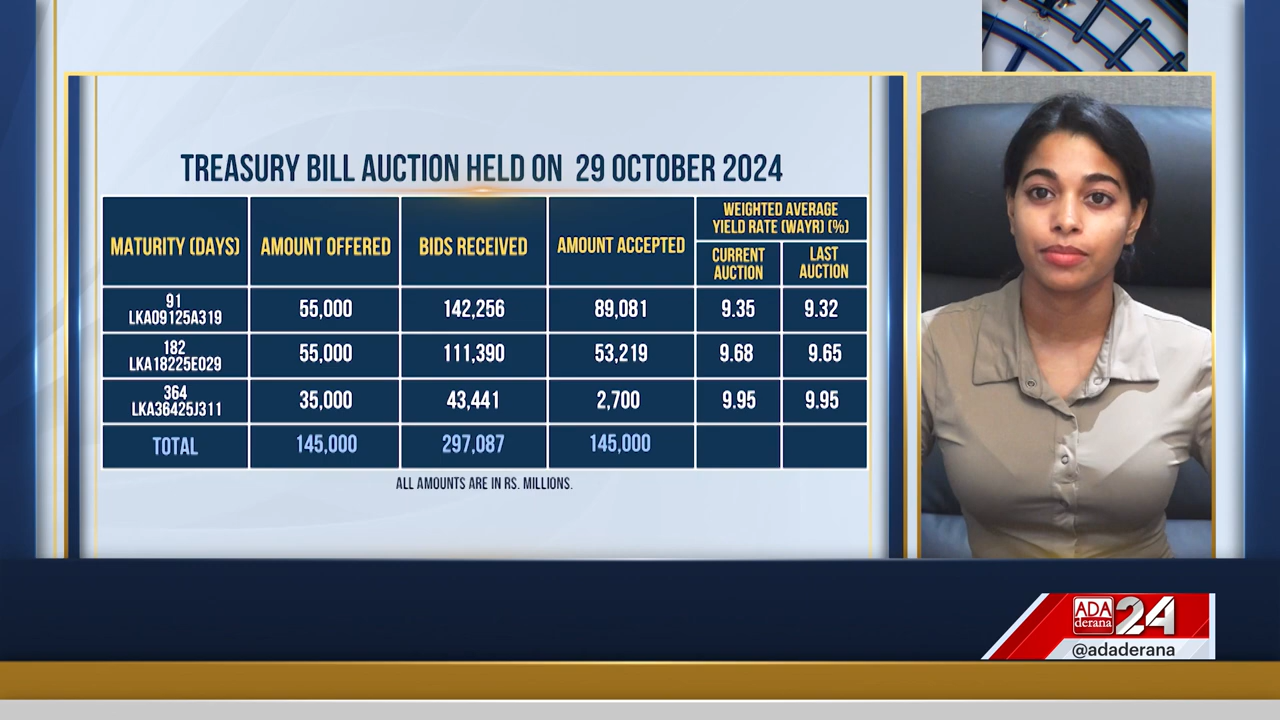 TREASURY BILL AUCTION HELD ON 29 OCTOBER 2024
MATURITY (DAYS) AMOUNT OFFERED BIDS RECEIVED AMOUNT ACCEPTED WEIGHTED AVERAGE
YIELD RATE (WAYR) (%)
CURRENT
AUCTION
LAST
AUCTION
91
LKA09125A319 55,000 142,256 89,081 9.35 9.32
182
LKA18225E029 55,000 111,390 53,219 9.68 9.65
364
LKA36425J311 35,000 43,441 2,700 9.95 9.95
TOTAL 145,000 297,087 145,000
ALL AMOUNTS ARE IN RS. MILLIONS.
ADA
derana
24
@adaderana